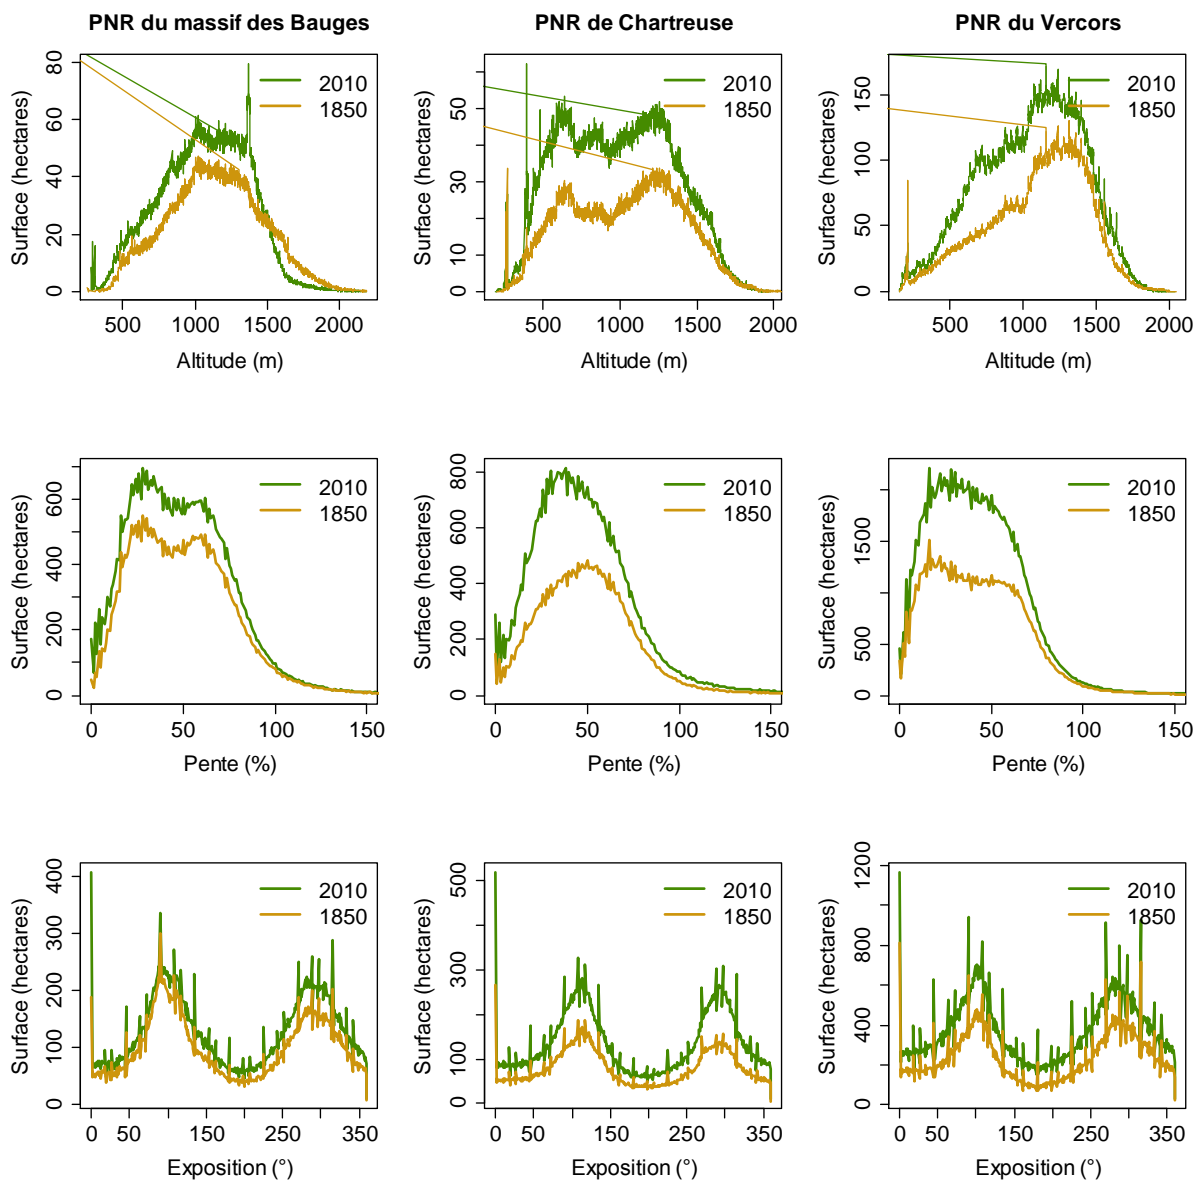 PNR du massif des Bauges
PNR de Chartreuse
PNR du Vercors
Surface (hectares)
0 20 40 60 80
2010
1850
500 1000 1500 2000
Altitude (m)
Surface (hectares)
0 10 30 50
2010
1850
500 1000 1500 2000
Altitude (m)
Surface (hectares)
0 50 100 150
2010
1850
500 1000 1500 2000
Altitude (m)
Surface (hectares)
0 200 400 600
2010
1850
0 50 100 150
Pente (%)
Surface (hectares)
0 200 400 600 800
2010
1850
0 50 100 150
Pente (%)
Surface (hectares)
0 500 1500
2010
1850
0 50 100 150
Pente (%)
Surface (hectares)
0 100 200 300 400
2010
1850
0 50 150 250 350
Exposition (°)
Surface (hectares)
0 100 300 500
2010
1850
0 50 150 250 350
Exposition (°)
Surface (hectares)
0 400 800 1200
2010
1850
0 50 150 250 350
Exposition (°)